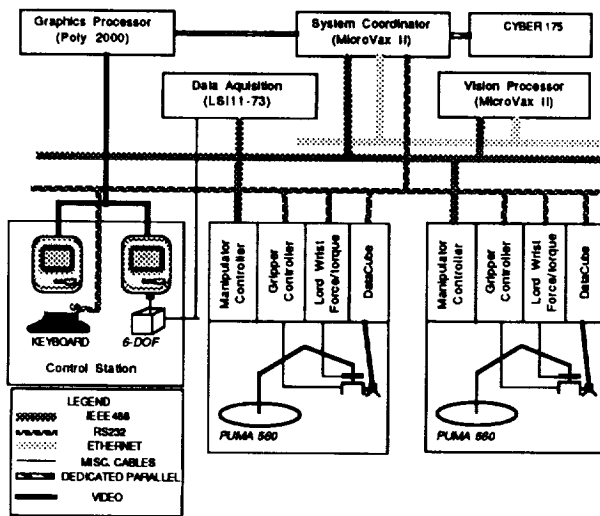 Graphics Processor
(Poly 2000)
System Coordinator
(MicroVax II)
CYBER 175
Data Aquisition
(LSI11-73)
Vision Processor
(MicroVax II)
Manipulator
Controller
Gripper
Controller
Lord Wrist
Force/torque
DataCube
Manipulator
Controller
Gripper
Controller
Lord Wrist
Force/torque
DataCube
KEYBOARD
6-DOF
Control Station
PUMA 560
PUMA 560
LEGEND
IEEE 488
RS232
ETHERNET
MISC. CABLES
DEDICATED PARALLEL
VIDEO